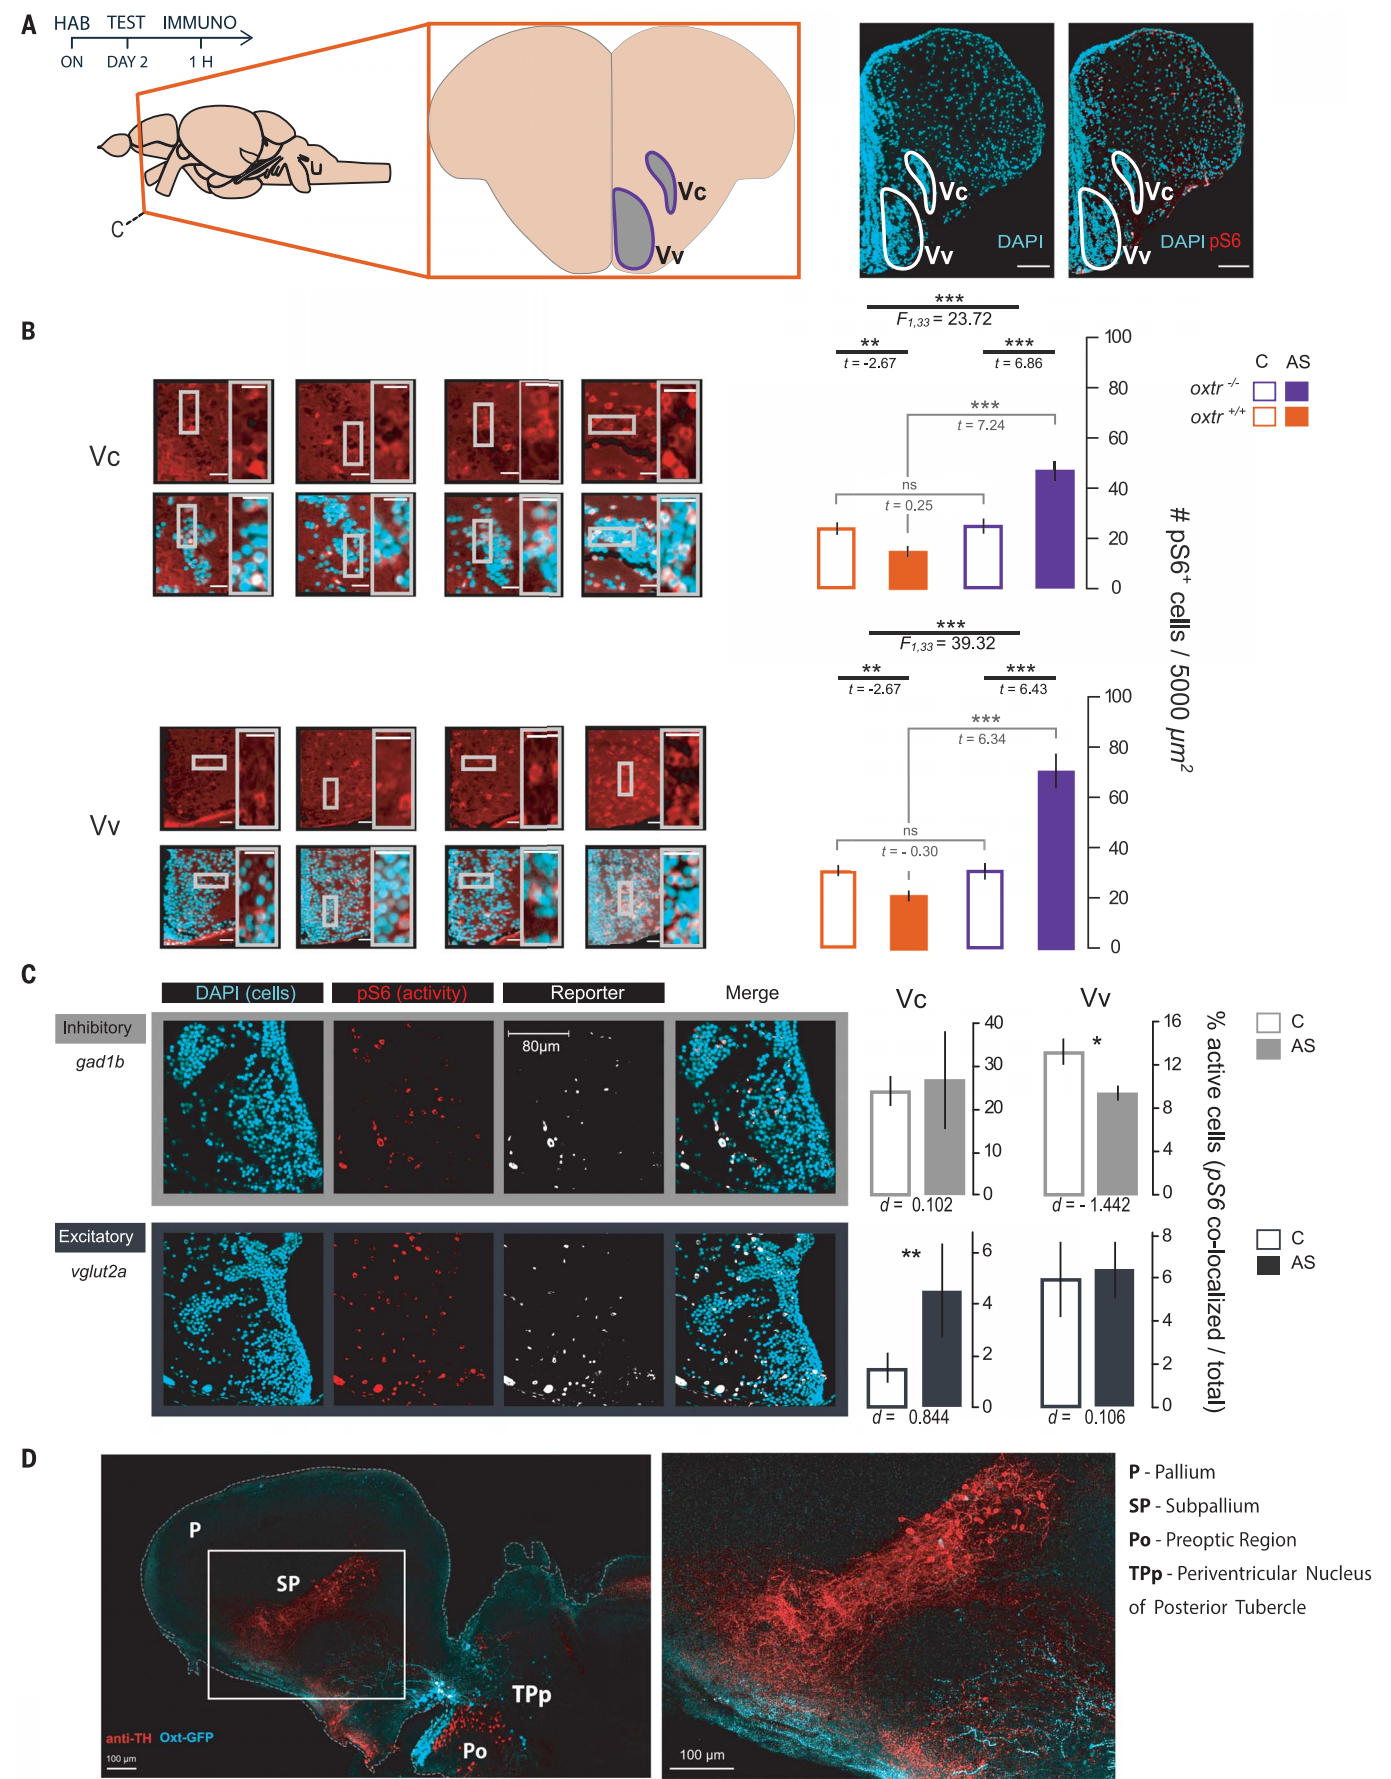 A
HAB TEST IMMUNO
ON DAY 2 1 H
C
Vc
Vv
Vc
Vv
DAPI
Vc
Vv
DAPI pS6
B
***
F1,33 = 23.72
** ***
t = -2.67 t = 6.86
***
t = 7.24
ns
t = 0.25
100
80
60
40
20
0
C AS
oxtr -/-
oxtr +/+
Vc
***
F1,33 = 39.32
** ***
t = -2.67 t = 6.43
***
t = 6.34
ns
t = - 0.30
100
80
60
40
20
0
# pS6+ cells / 5000 µm2
Vv
C
DAPI (cells) pS6 (activity) Reporter Merge
Inhibitory
gad1b
80µm
Vc
40
30
20
10
0
d = 0.102
Vv
*
16
12
8
4
0
d = - 1.442
C
AS
Excitatory
vglut2a
**
6
4
2
0
d = 0.844
8
6
4
2
0
d = 0.106
C
AS
% active cells (pS6 co-localized / total)
D
P
SP
TPp
Po
anti-TH Oxt-GFP
100 µm
100 µm
P - Pallium
SP - Subpallium
Po - Preoptic Region
TPp - Periventricular Nucleus
of Posterior Tubercle